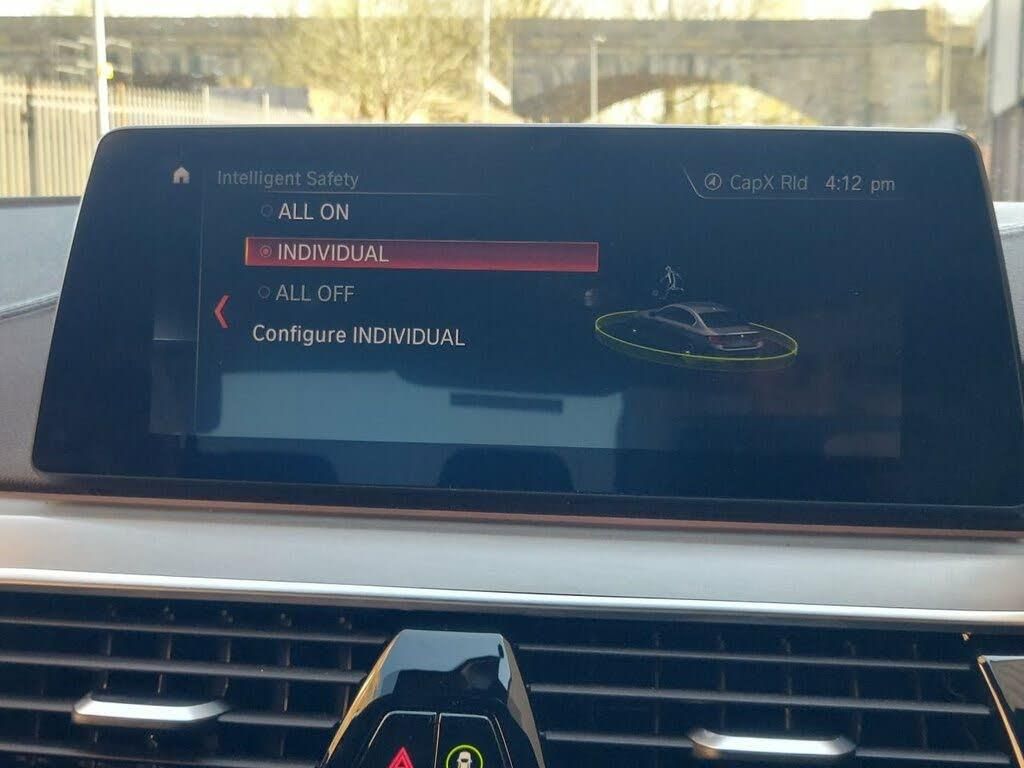 Intelligent Safety
CapX Rld 4:12 pm
ALL ON
INDIVIDUAL
ALL OFF
Configure INDIVIDUAL